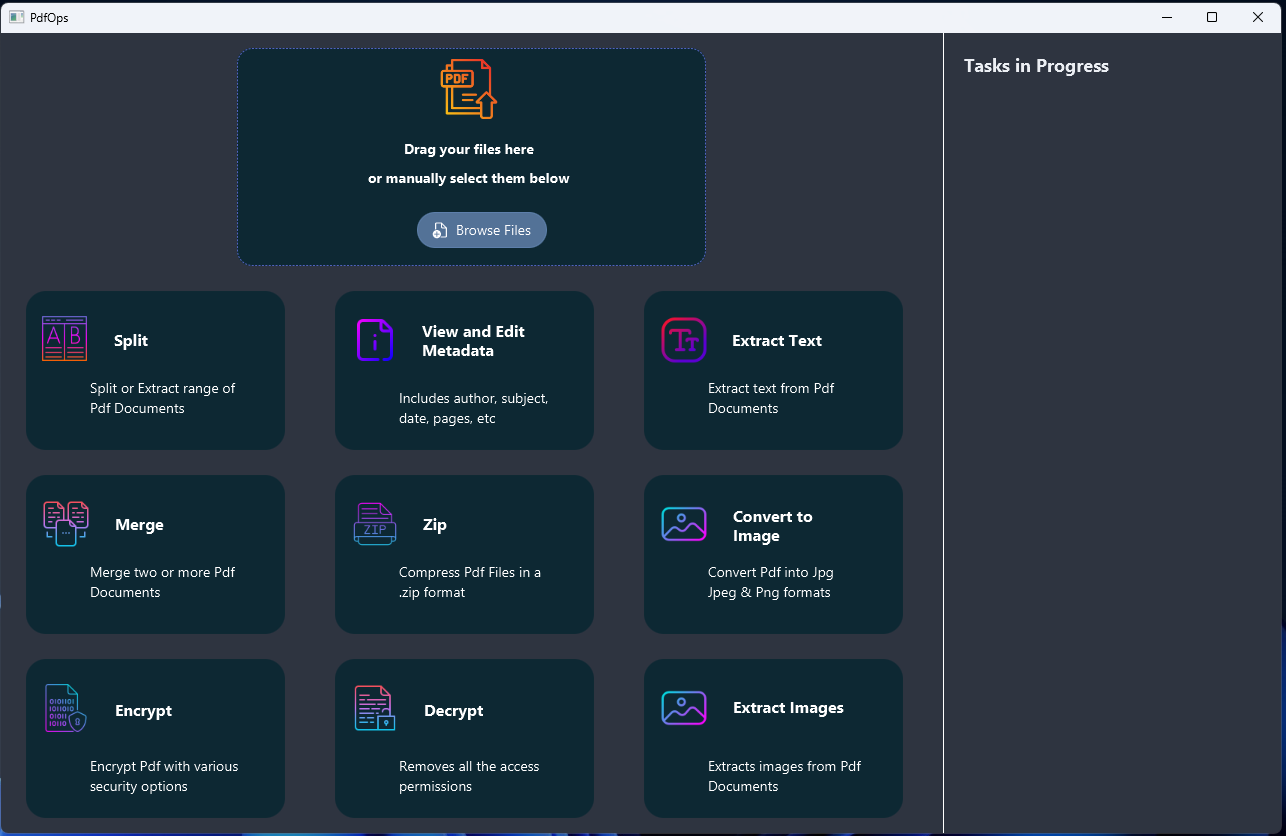 PdfOps
Tasks in Progress
PDF
Drag your files here
or manually select them below
Browse Files
A B
Split
Split or Extract range of
Pdf Documents
i
View and Edit
Metadata
Includes author, subject,
date, pages, etc
TT
Extract Text
Extract text from Pdf
Documents
Merge
Merge two or more Pdf
Documents
ZIP
Zip
Compress Pdf Files in a
.zip format
Convert to
Image
Convert Pdf into Jpg
Jpeg & Png formats
Encrypt
Encrypt Pdf with various
security options
Decrypt
Removes all the access
permissions
Extract Images
Extracts images from Pdf
Documents